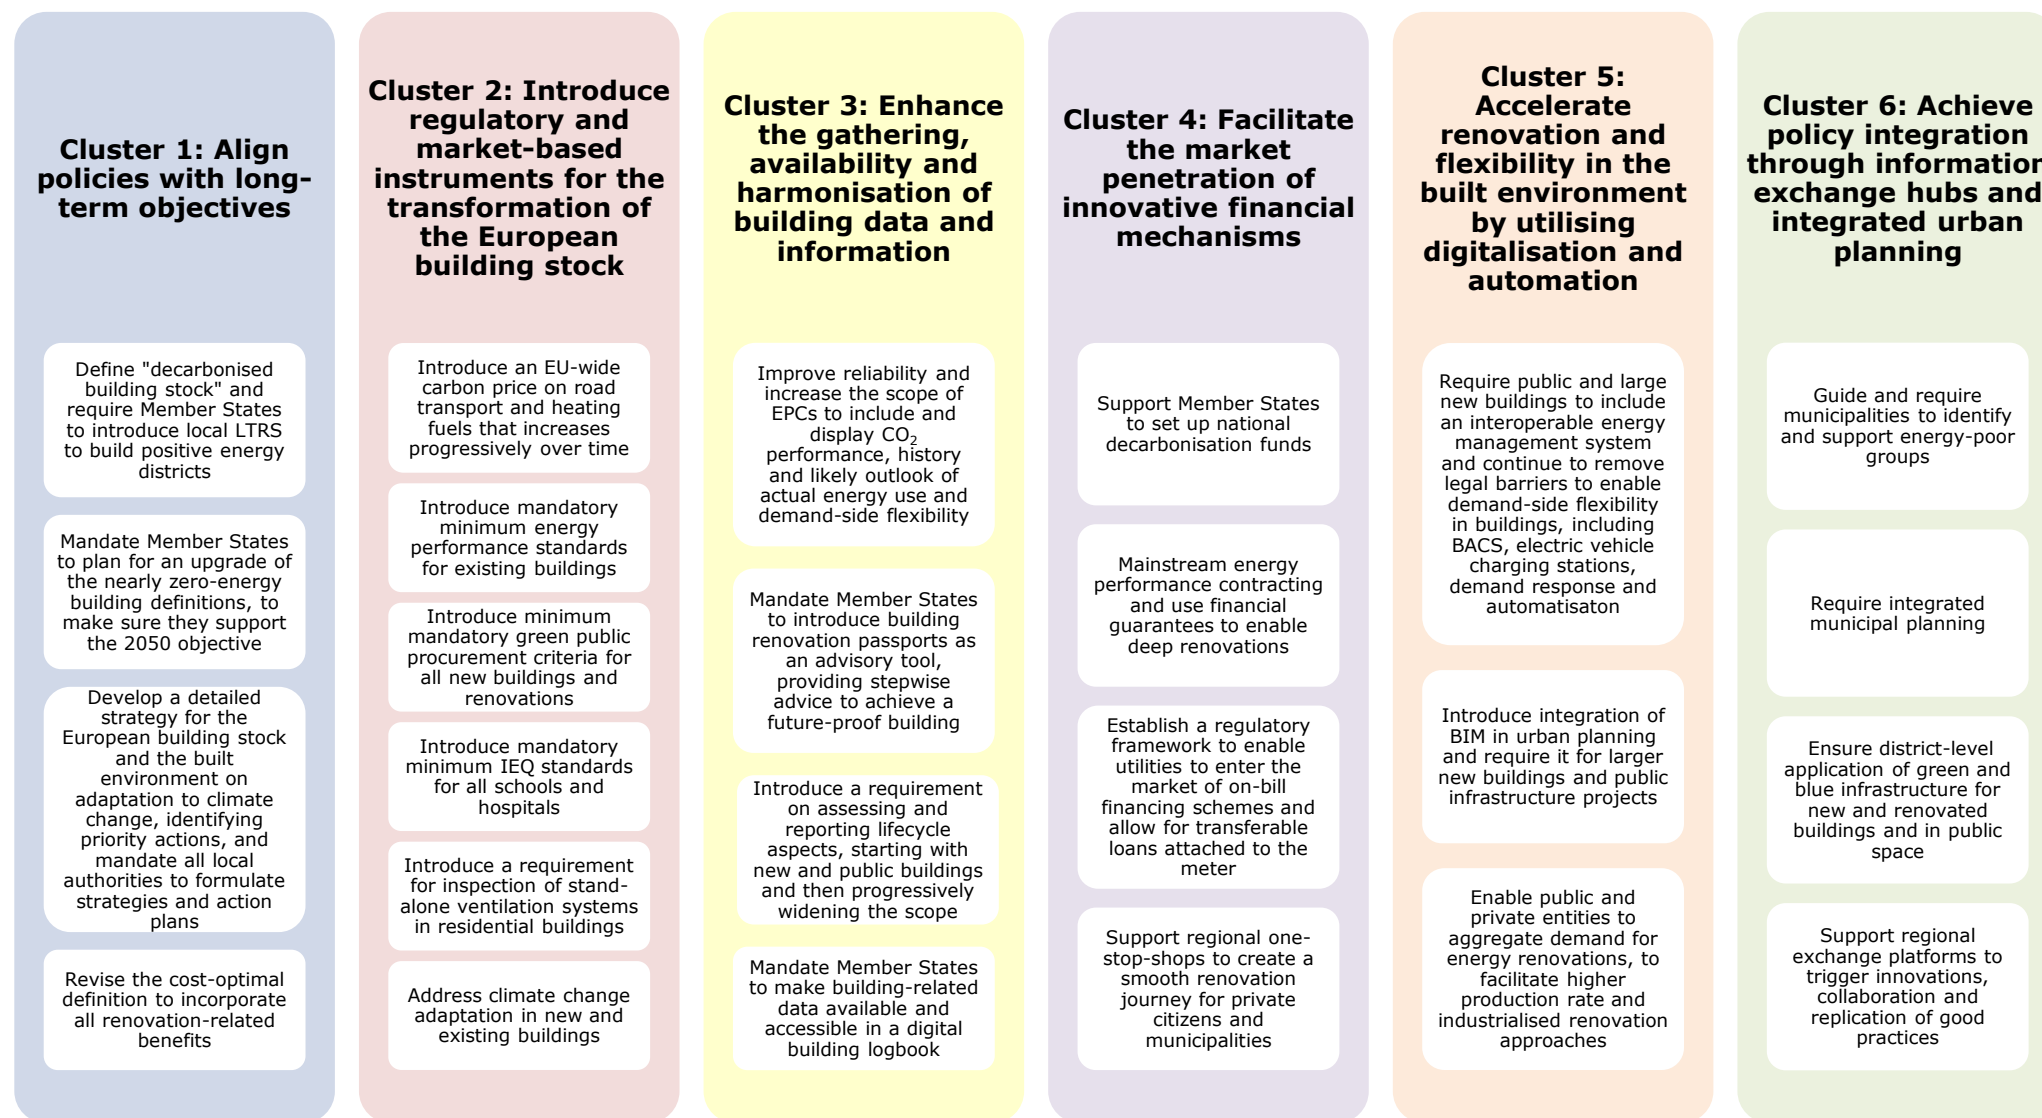 Cluster 1: Align
policies with long-
term objectives
Define "decarbonised
building stock" and
require Member States
to introduce local LTRS
to build positive energy
districts
Mandate Member States
to plan for an upgrade of
the nearly zero-energy
building definitions, to
make sure they support
the 2050 objective
Develop a detailed
strategy for the
European building stock
and the built
environment on
adaptation to climate
change, identifying
priority actions, and
mandate all local
authorities to formulate
strategies and action
plans
Revise the cost-optimal
definition to incorporate
all renovation-related
benefits
Cluster 2: Introduce
regulatory and
market-based
instruments for the
transformation of
the European
building stock
Introduce an EU-wide
carbon price on road
transport and heating
fuels that increases
progressively over time
Introduce mandatory
minimum energy
performance standards
for existing buildings
Introduce minimum
mandatory green public
procurement criteria for
all new buildings and
renovations
Introduce mandatory
minimum IEQ standards
for all schools and
hospitals
Introduce a requirement
for inspection of stand-
alone ventilation systems
in residential buildings
Address climate change
adaptation in new and
existing buildings
Cluster 3: Enhance
the gathering,
availability and
harmonisation of
building data and
information
Improve reliability and
increase the scope of
EPCs to include and
display CO₂
performance, history
and likely outlook of
actual energy use and
demand-side flexibility
Mandate Member States
to introduce building
renovation passports as
an advisory tool,
providing stepwise
advice to achieve a
future-proof building
Introduce a requirement
on assessing and
reporting lifecycle
aspects, starting with
new and public buildings
and then progressively
widening the scope
Mandate Member States
to make building-related
data available and
accessible in a digital
building logbook
Cluster 4: Facilitate
the market
penetration of
innovative financial
mechanisms
Support Member States
to set up national
decarbonisation funds
Mainstream energy
performance contracting
and use financial
guarantees to enable
deep renovations
Establish a regulatory
framework to enable
utilities to enter the
market of on-bill
financing schemes and
allow for transferable
loans attached to the
meter
Support regional one-
stop-shops to create a
smooth renovation
journey for private
citizens and
municipalities
Cluster 5:
Accelerate
renovation and
flexibility in the
built environment
by utilising
digitalisation and
automation
Require public and large
new buildings to include
an interoperable energy
management system
and continue to remove
legal barriers to enable
demand-side flexibility
in buildings, including
BACS, electric vehicle
charging stations,
demand response and
automatisaton
Introduce integration of
BIM in urban planning
and require it for larger
new buildings and public
infrastructure projects
Enable public and
private entities to
aggregate demand for
energy renovations, to
facilitate higher
production rate and
industrialised renovation
approaches
Cluster 6: Achieve
policy integration
through information
exchange hubs and
integrated urban
planning
Guide and require
municipalities to identify
and support energy-poor
groups
Require integrated
municipal planning
Ensure district-level
application of green and
blue infrastructure for
new and renovated
buildings and in public
space
Support regional
exchange platforms to
trigger innovations,
collaboration and
replication of good
practices